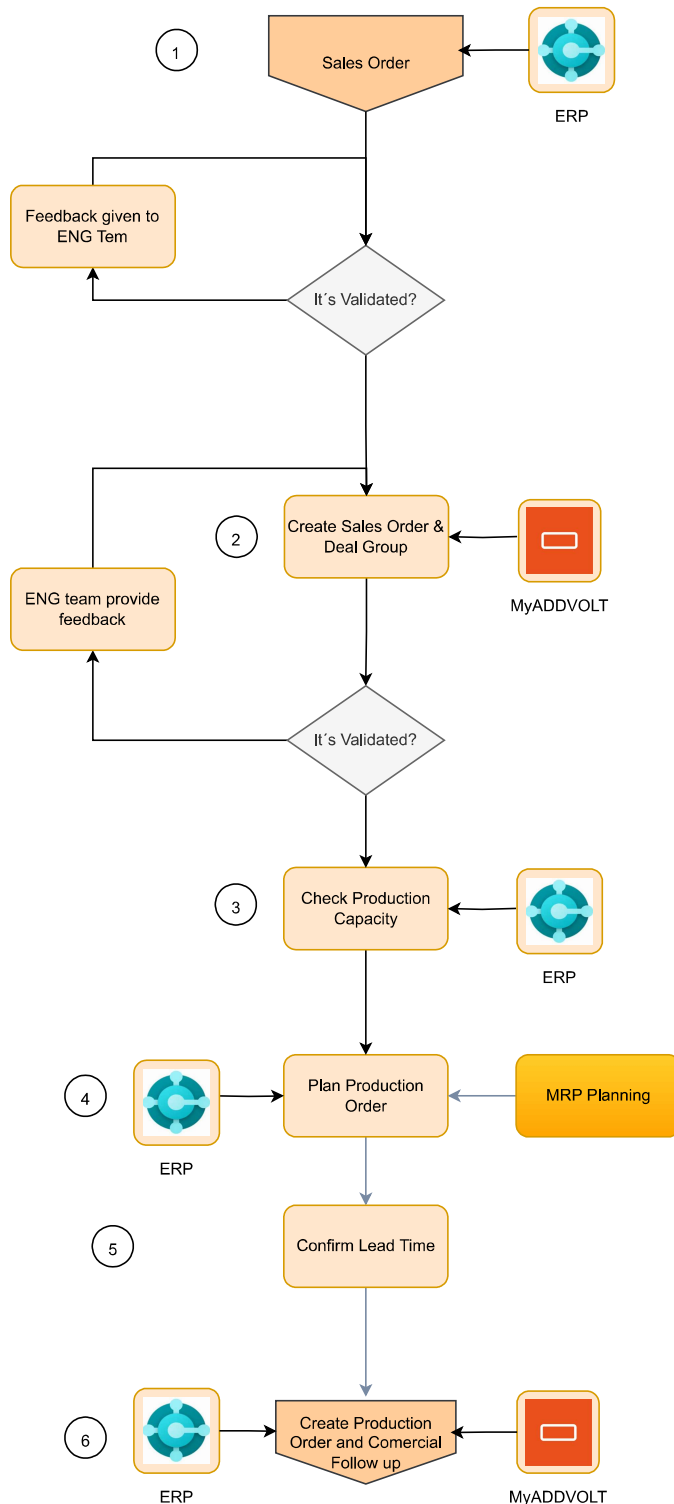 1
Sales Order
ERP
Feedback given to
ENG Tem
It´s Validated?
2
Create Sales Order &
Deal Group
MyADDVOLT
ENG team provide
feedback
It´s Validated?
3
Check Production
Capacity
ERP
4
ERP
Plan Production
Order
MRP Planning
5
Confirm Lead Time
6
ERP
Create Production
Order and Comercial
Follow up
MyADDVOLT